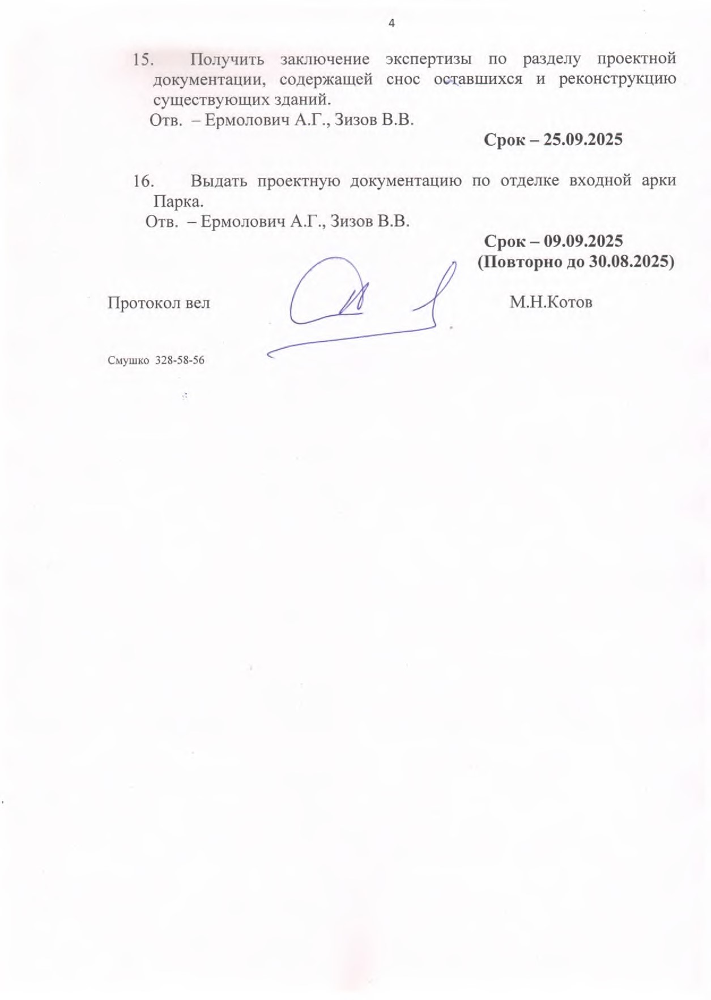 4
15. Получить заключение экспертизы по разделу проектной
документации, содержащей снос оставшихся и реконструкцию
существующих зданий.
Отв. – Ермолович А.Г., Зизов В.В.
Срок – 25.09.2025
16. Выдать проектную документацию по отделке входной арки
Парка.
Отв. – Ермолович А.Г., Зизов В.В.
Срок – 09.09.2025
(Повторно до 30.08.2025)
Протокол вел М.Н.Котов
Смушко 328-58-56